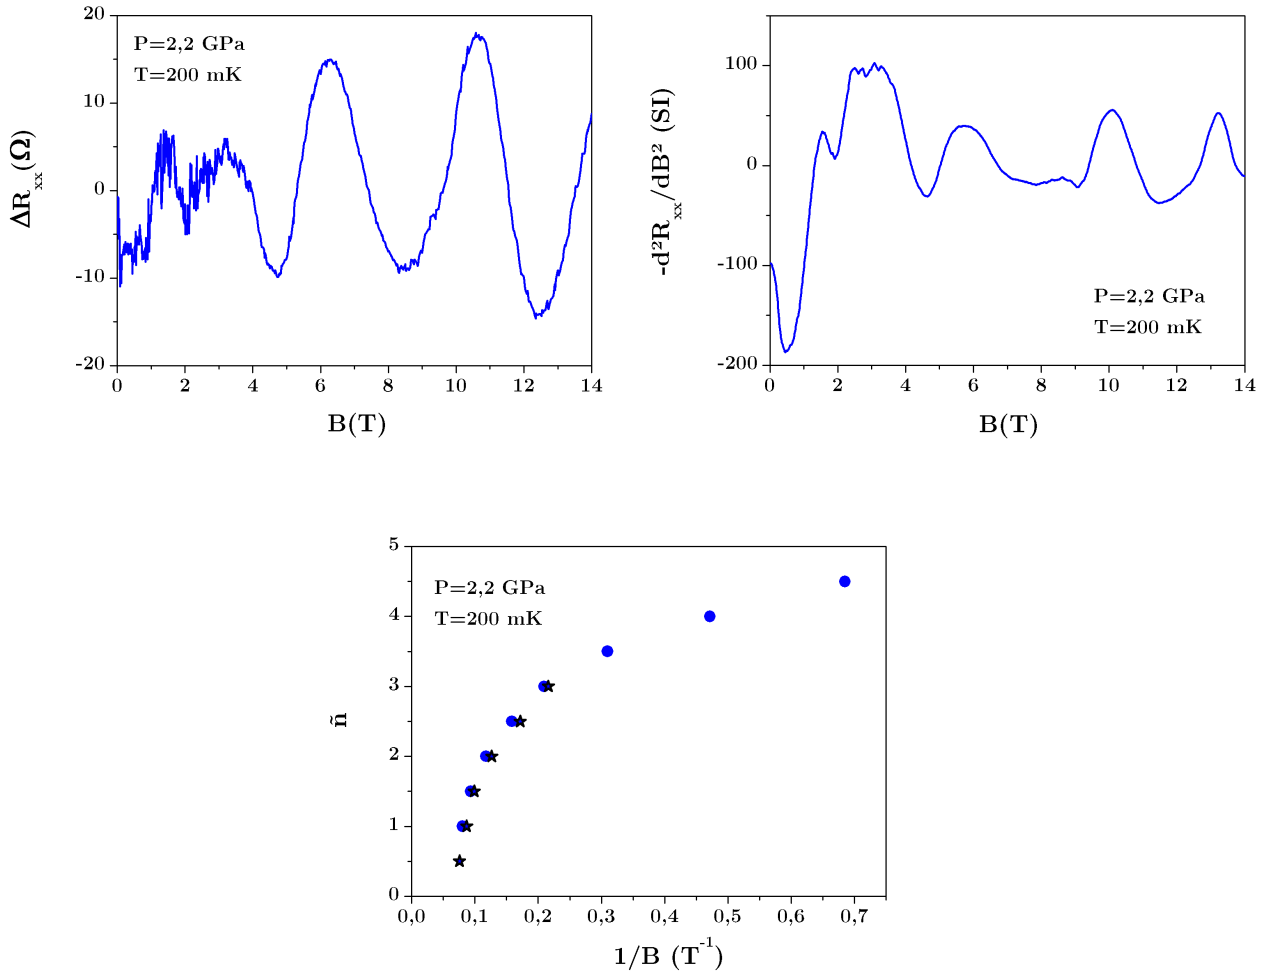 20
10
0
-10
-20
ΔRxx(Ω)
P=2,2 GPa
T=200 mK
0 2 4 6 8 10 12 14
B(T)
100
0
-100
-200
-d²Rxx/dB² (SI)
P=2,2 GPa
T=200 mK
0 2 4 6 8 10 12 14
B(T)
5
4
3
2
1
0
ñ
P=2,2 GPa
T=200 mK
0,0 0,1 0,2 0,3 0,4 0,5 0,6 0,7
1/B (T⁻¹)